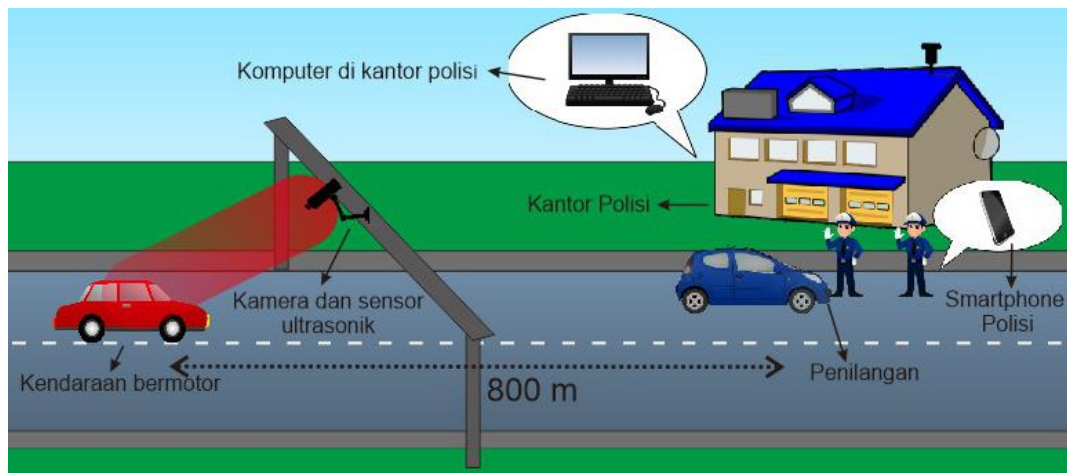 Komputer di kantor polisi
Kantor Polisi
Kamera dan sensor
ultrasonik
Smartphone
Polisi
Kendaraan bermotor
800 m
Penilangan